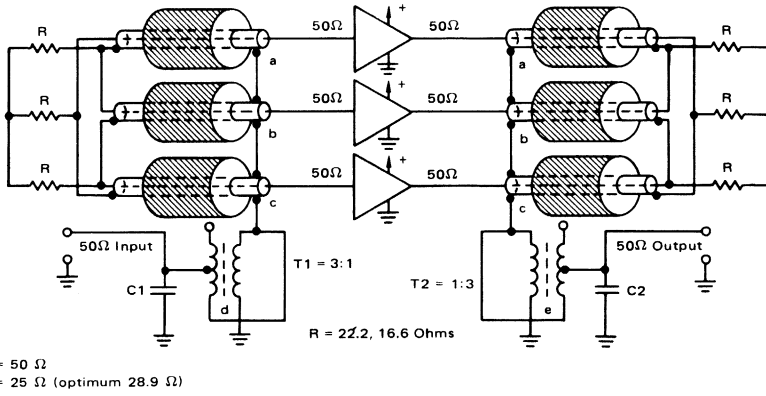 R
50Ω
+
50Ω
R
a
a
R
50Ω
+
50Ω
R
b
b
R
50Ω
+
50Ω
R
c
c
50Ω Input
T1 = 3:1
T2 = 1:3
50Ω Output
C1
C2
d
e
R = 22.2, 16.6 Ohms
= 50 Ω
= 25 Ω (optimum 28.9 Ω)